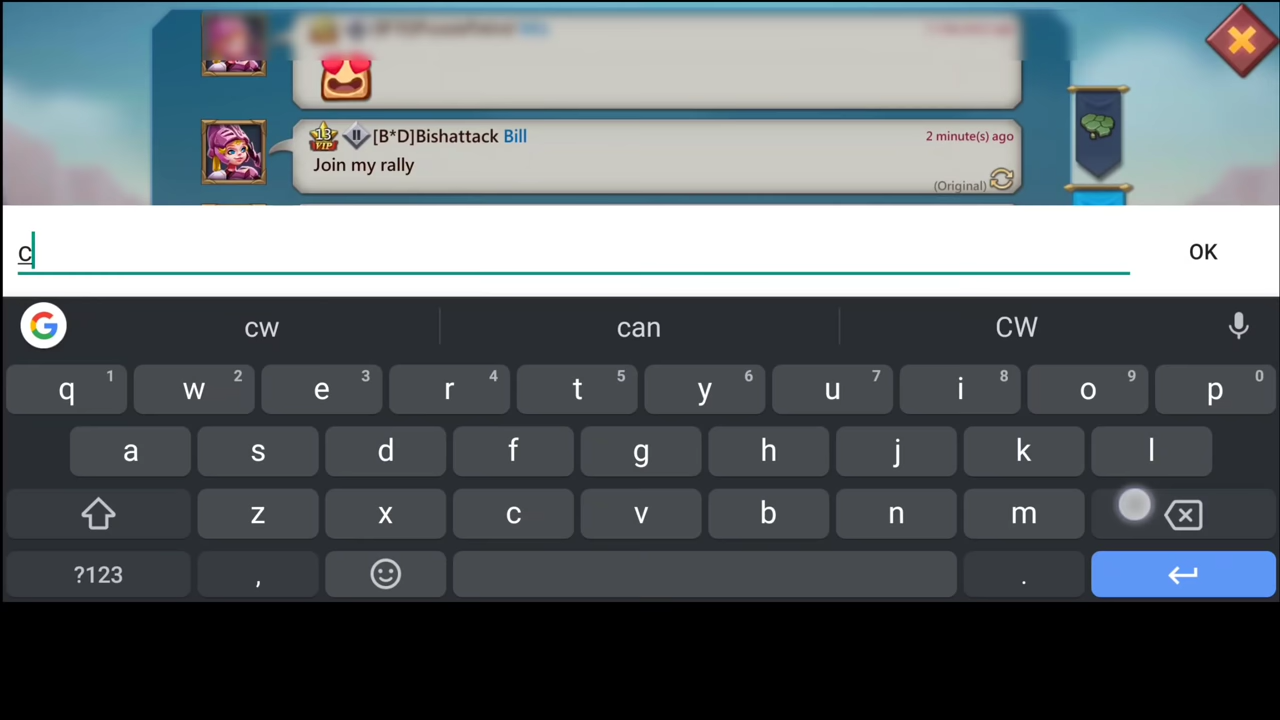 13 VIP II [B*D]Bishattack Bill 2 minute(s) ago
Join my rally
(Original)
c OK
cw can CW
q 1 w 2 e 3 r 4 t 5 y 6 u 7 i 8 o 9 p 0
a s d f g h j k l
z x c v b n m
?123 , .